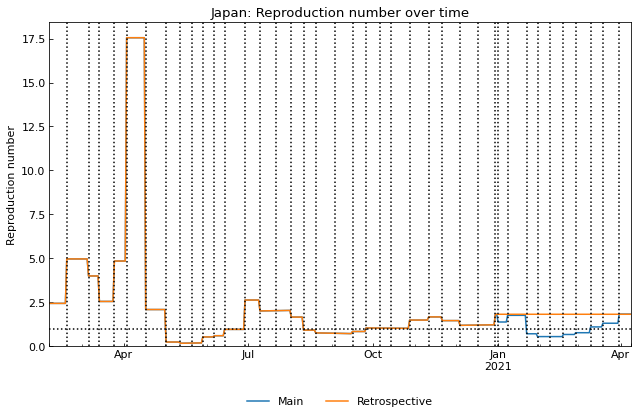 Japan: Reproduction number over time
Reproduction number
17.5
15.0
12.5
10.0
7.5
5.0
2.5
0.0
Apr
Jul
Oct
Jan
2021
Apr
Main
Retrospective